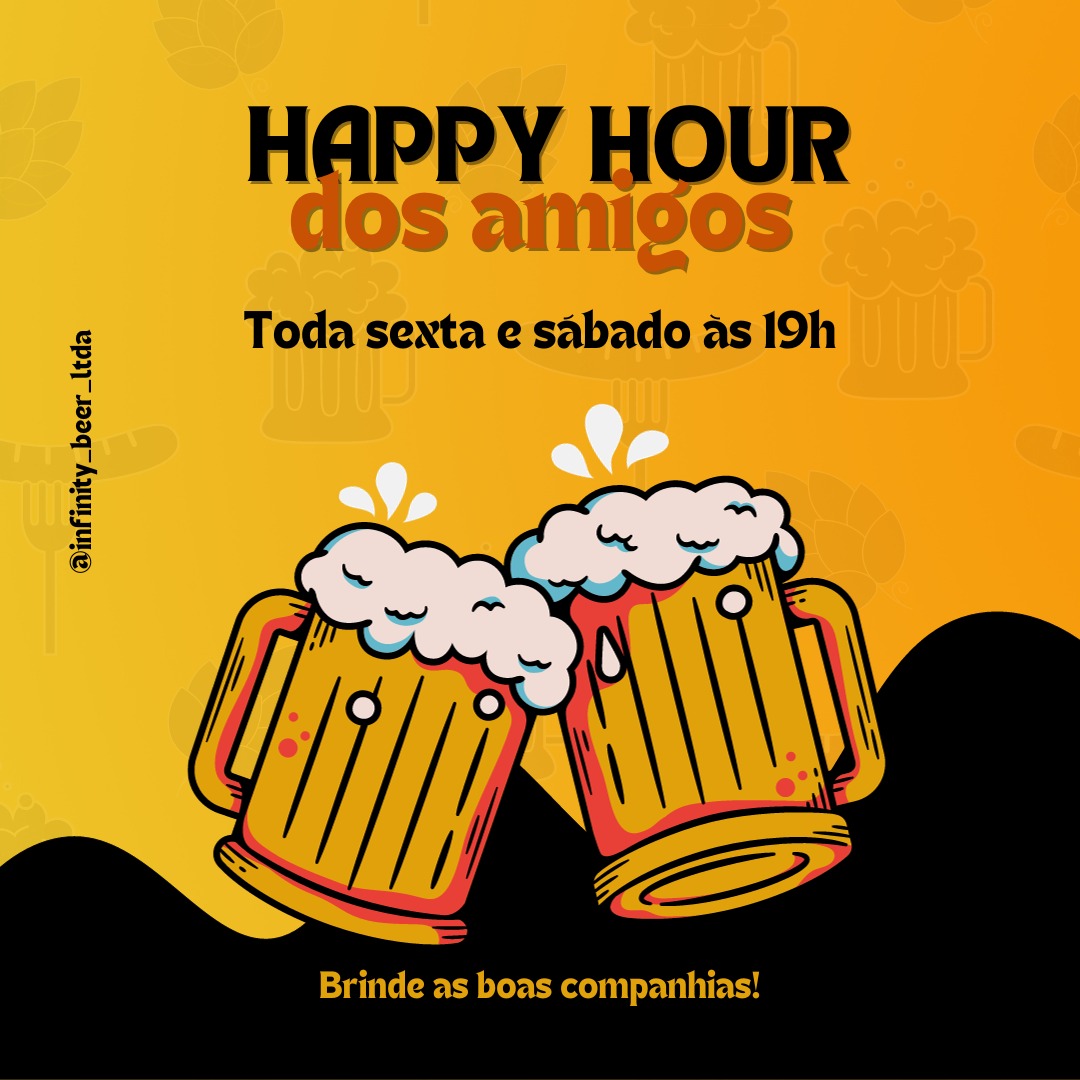 HAPPY HOUR
dos amigos
Toda sexta e sábado às 19h
@infinity_beer_ltda
Brinde as boas companhias!